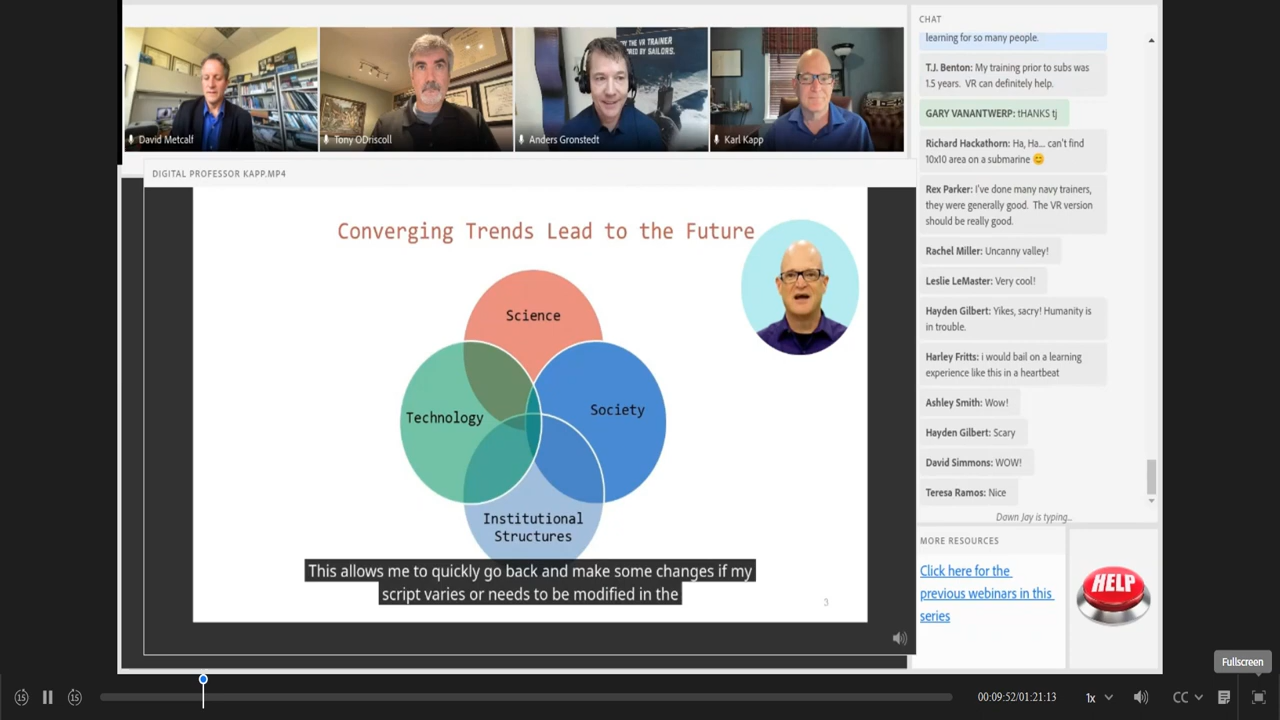 David Metcalf
Tony ODriscoll
Anders Gronstedt
Karl Kapp
DIGITAL PROFESSOR KAPP.MP4
Converging Trends Lead to the Future
Science
Technology
Society
Institutional
Structures
This allows me to quickly go back and make some changes if my
script varies or needs to be modified in the
3
CHAT
learning for so many people.
T.J. Benton: My training prior to subs was
1.5 years. VR can definitely help.
GARY VANANTWERP: tHANKS tj
Richard Hackathorn: Ha, Ha... can't find
10x10 area on a submarine 😊
Rex Parker: I've done many navy trainers,
they were generally good. The VR version
should be really good.
Rachel Miller: Uncanny valley!
Leslie LeMaster: Very cool!
Hayden Gilbert: Yikes, sacry! Humanity is
in trouble.
Harley Fritts: i would bail on a learning
experience like this in a heartbeat
Ashley Smith: Wow!
Hayden Gilbert: Scary
David Simmons: WOW!
Teresa Ramos: Nice
Dawn Jay is typing...
MORE RESOURCES
Click here for the
previous webinars in this
series
HELP
Fullscreen
15
15
00:09:52/01:21:13
1x
CC